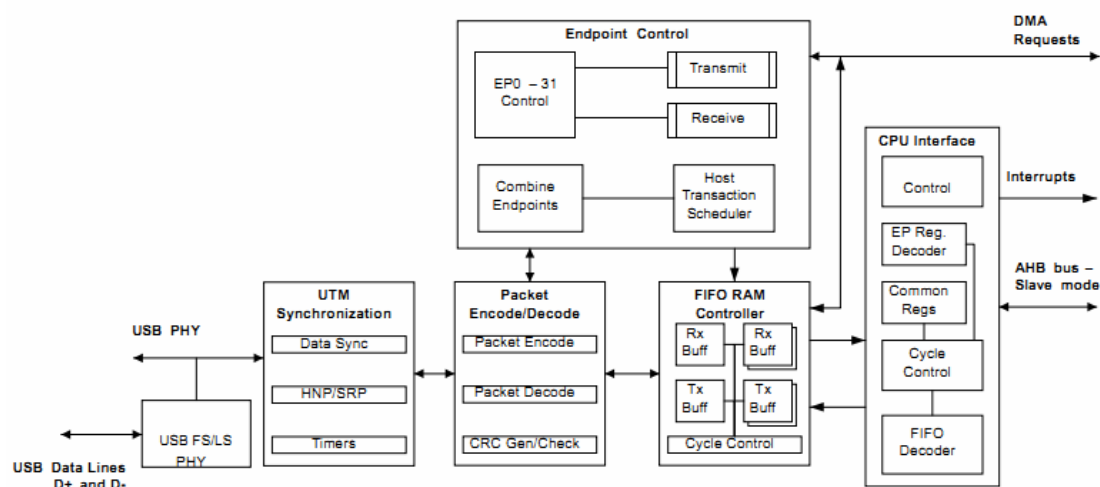 Endpoint Control
DMA
Requests
EP0 – 31
Control
Transmit
Receive
Combine
Endpoints
Host
Transaction
Scheduler
CPU Interface
Control
Interrupts
EP Reg.
Decoder
AHB bus –
Slave mode
Common
Regs
Cycle
Control
FIFO
Decoder
UTM
Synchronization
Data Sync
HNP/SRP
Timers
Packet
Encode/Decode
Packet Encode
Packet Decode
CRC Gen/Check
FIFO RAM
Controller
Rx
Buff
Rx
Buff
Tx
Buff
Tx
Buff
Cycle Control
USB PHY
USB FS/LS
PHY
USB Data Lines
D+ and D-